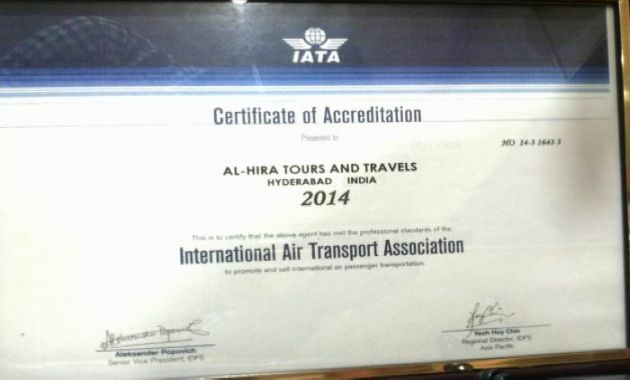 IATA
Certificate of Accreditation
Presented to
HO 14-3 1643 3
AL-HIRA TOURS AND TRAVELS
HYDERABAD INDIA
2014
This is to certify that the above agent has met the professional standards of the
International Air Transport Association
to promote and sell international air passenger transportation.
Aleksender Popovich
Senior Vice President, IDFS
Yeoh Hoy Chin
Regional Director, IDFS
Asia Pacific